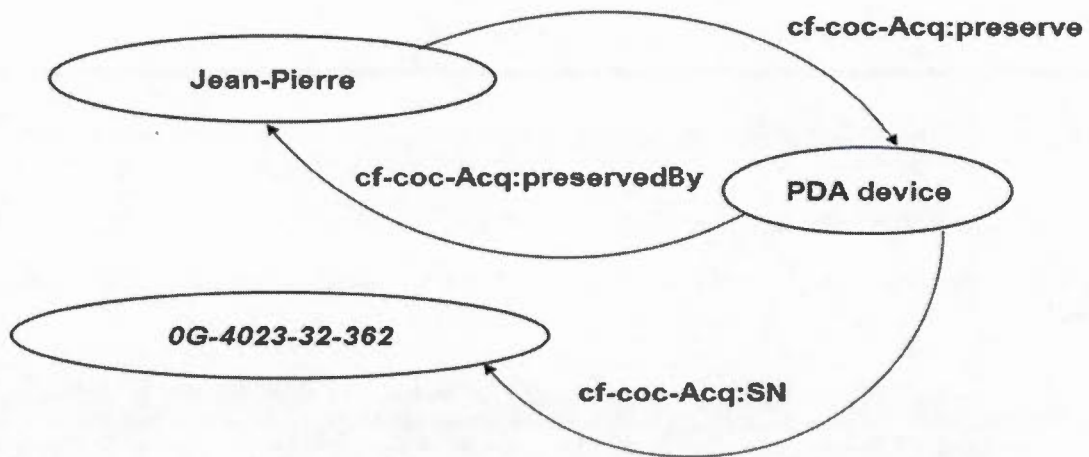 cf-coc-Acq:preserve
Jean-Pierre
cf-coc-Acq:preservedBy
PDA device
0G-4023-32-362
cf-coc-Acq:SN